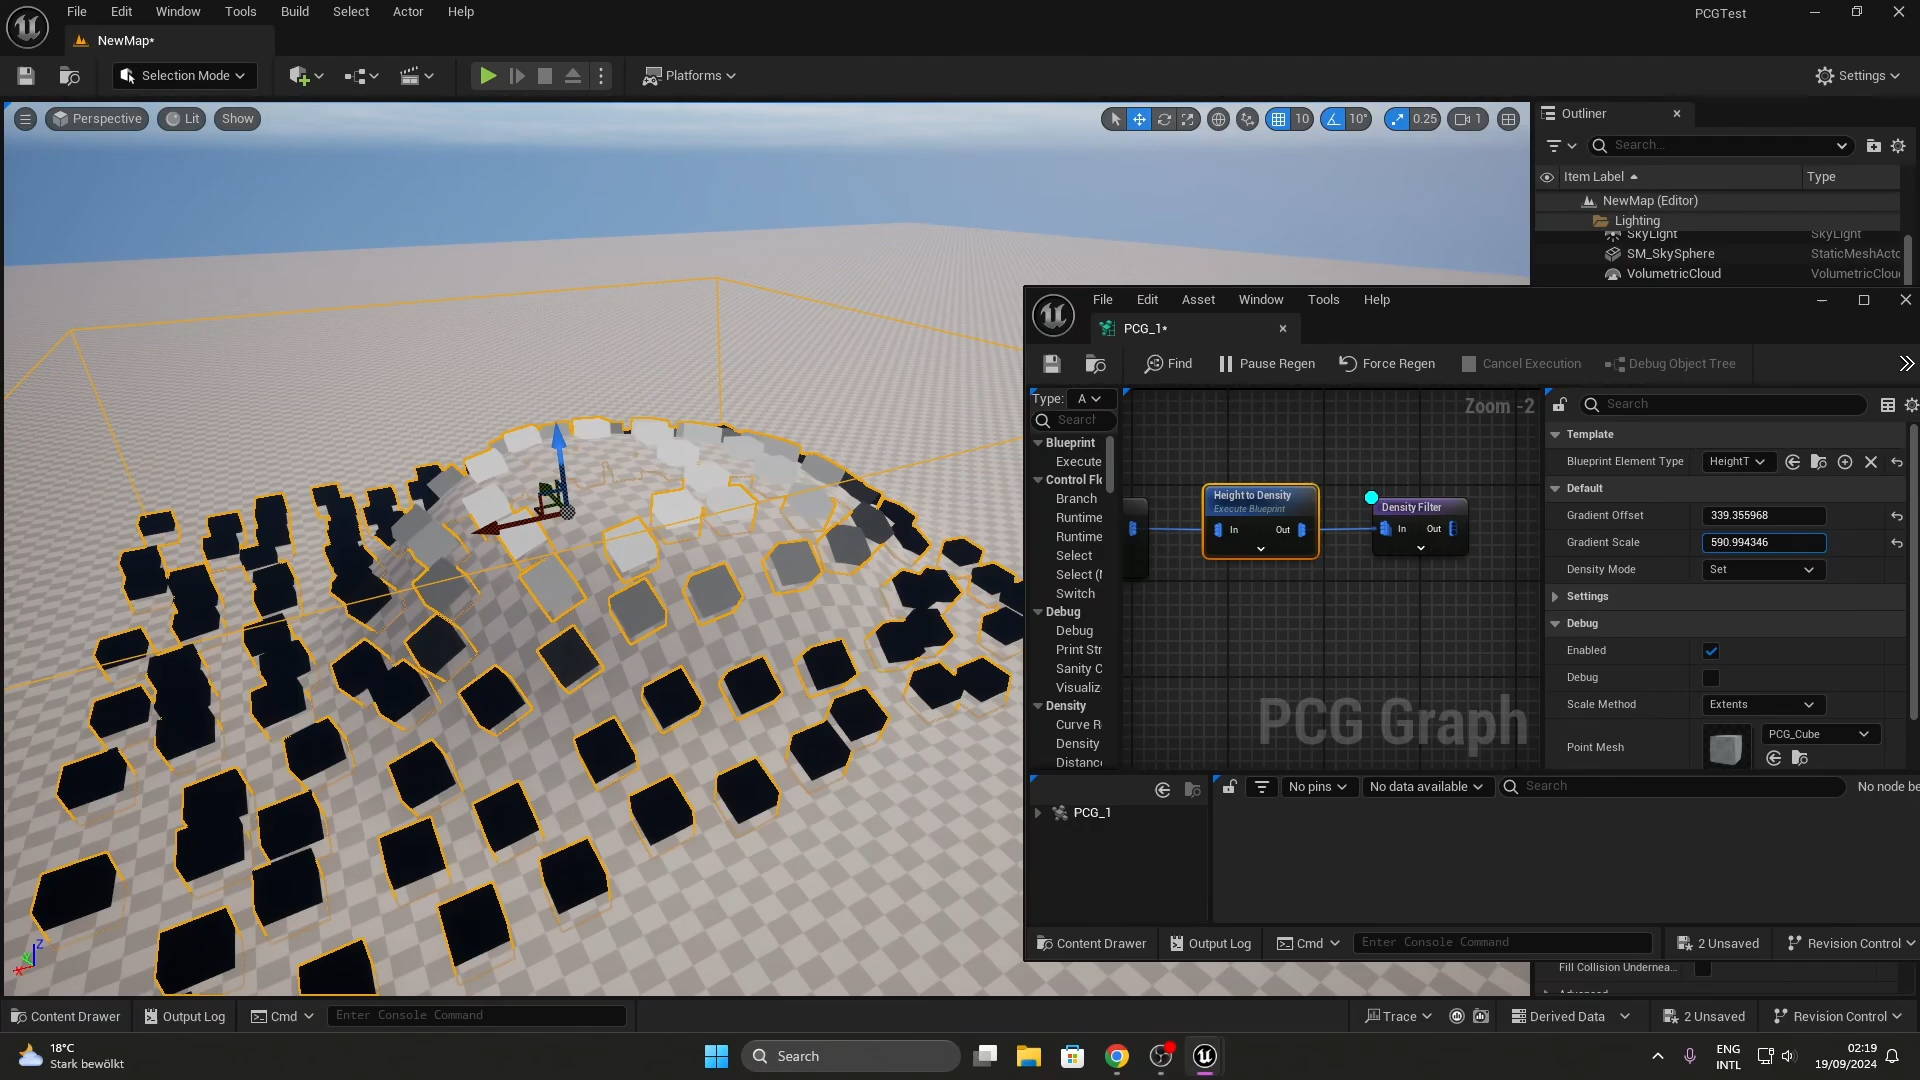 File Edit Window Tools Build Select Actor Help
PCGTest
NewMap*
Selection Mode
Platforms
Settings
Perspective Lit Show
10 10° 0.25 1
Outliner
Search...
Item Label Type
NewMap (Editor)
Lighting
SkyLight SkyLight
SM_SkySphere StaticMeshActo
VolumetricCloud VolumetricClou
File Edit Asset Window Tools Help
PCG_1*
Find Pause Regen Force Regen Cancel Execution Debug Object Tree
Type: A
Search
Blueprint
Execute
Control Flo
Branch
Runtime
Runtime
Select
Select (
Switch
Debug
Debug
Print Str
Sanity C
Visualiz
Density
Curve R
Density
Distance
Zoom -2
Height to Density
Execute Blueprint
In Out
Density Filter
In Out
PCG Graph
Search
Template
Blueprint Element Type HeightT
Default
Gradient Offset 339.355968
Gradient Scale 590.994346
Density Mode Set
Settings
Debug
Enabled
Debug
Scale Method Extents
Point Mesh PCG_Cube
PCG_1
No pins No data available Search No node be
Content Drawer Output Log Cmd Enter Console Command 2 Unsaved Revision Control
Fill Collision Undernea...
Z
X
Content Drawer Output Log Cmd Enter Console Command Trace Derived Data 2 Unsaved Revision Control
18°C
Stark bewölkt
Search
ENG
INTL
02:19
19/09/2024